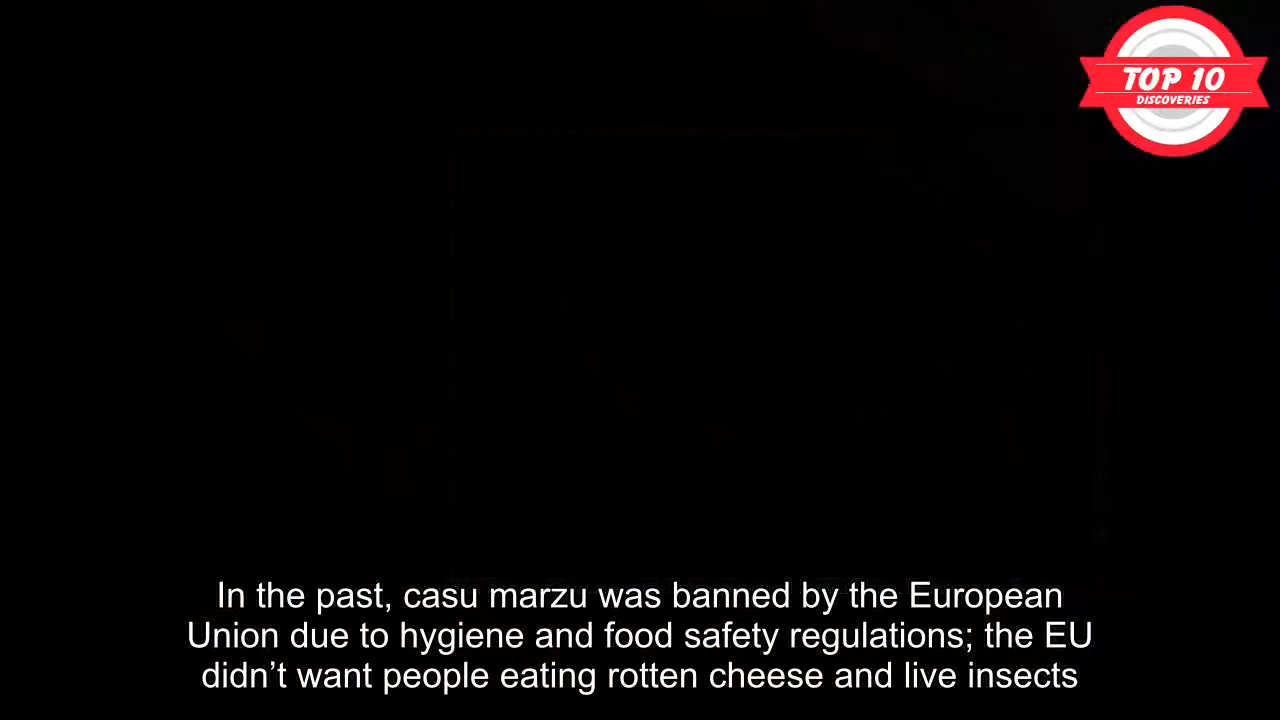 TOP 10
DISCOVERIES
In the past, casu marzu was banned by the European
Union due to hygiene and food safety regulations; the EU
didn’t want people eating rotten cheese and live insects